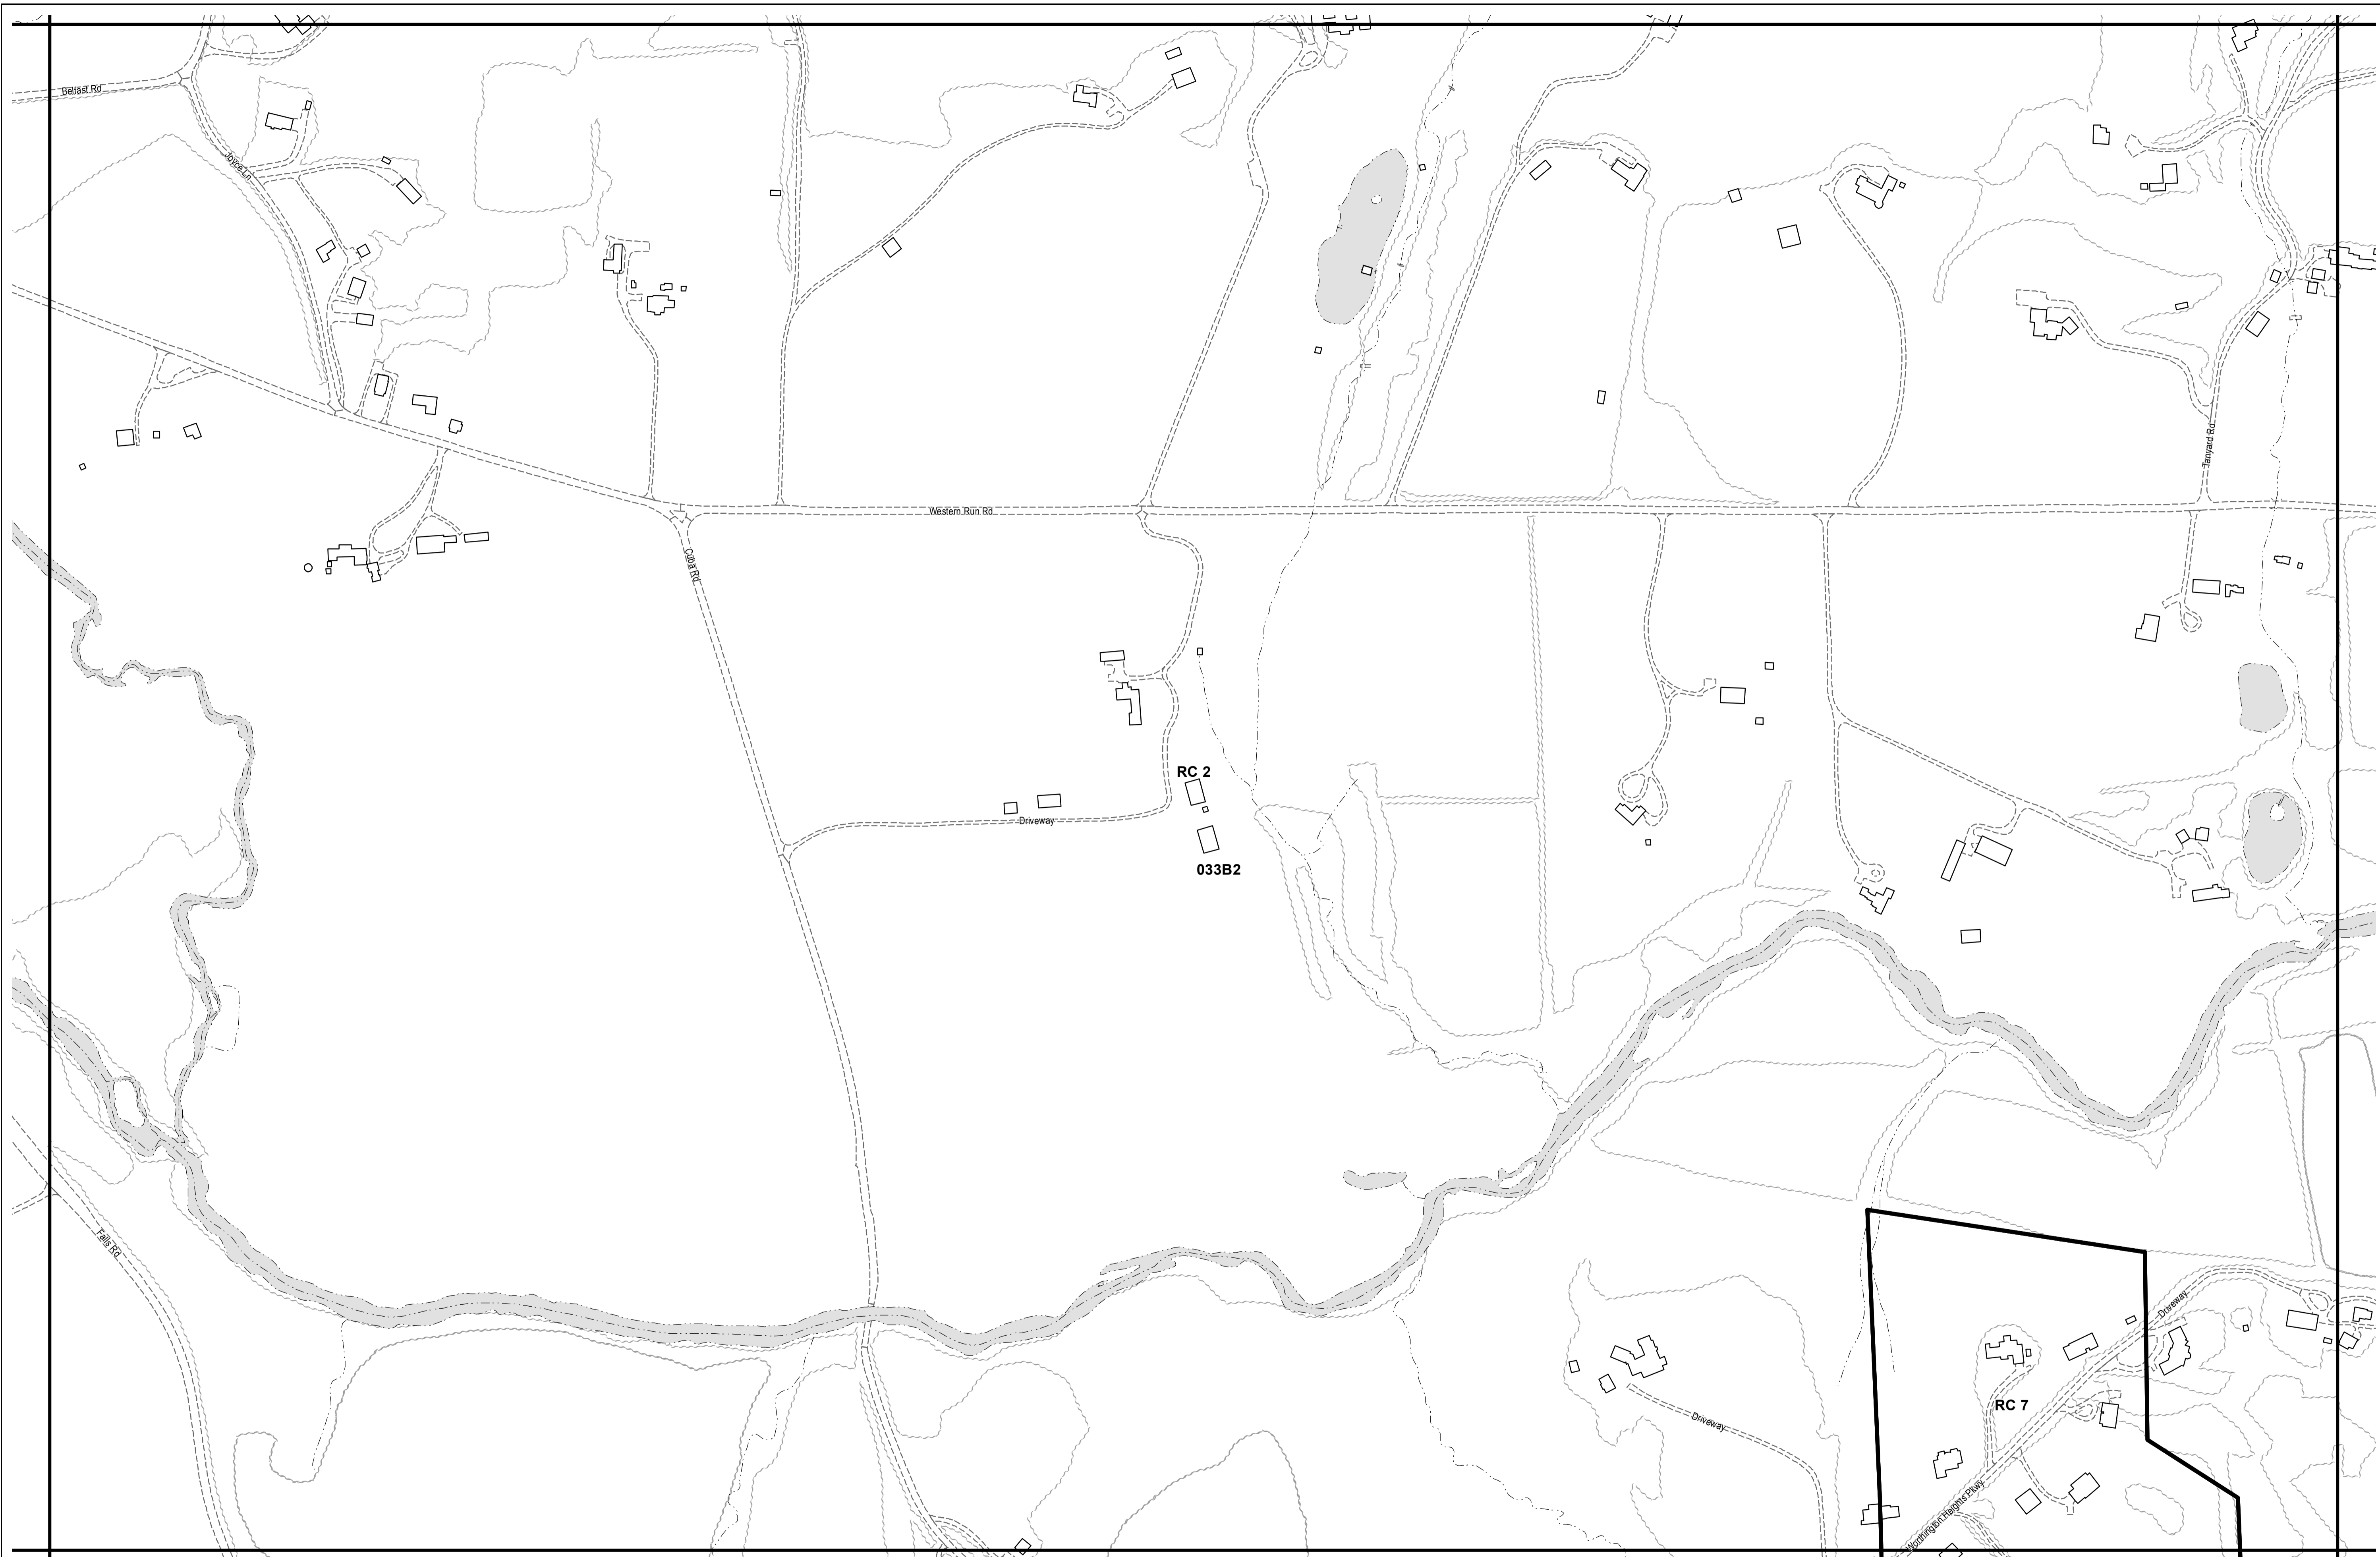 Belfast Rd
Joyce Ln
Tanyard Rd
Western Run Rd
Cuba Rd
RC 2
Driveway
033B2
Falls Rd
Driveway
RC 7
Driveway
Worthington Heights Pkwy